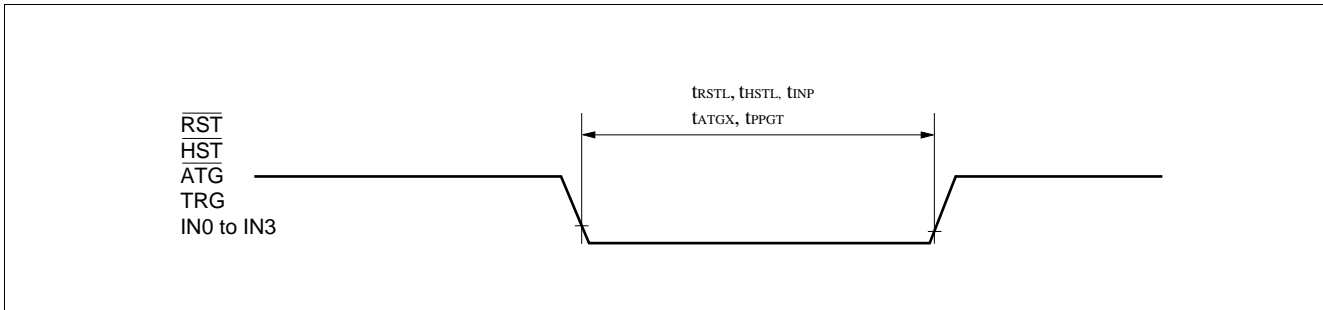 tRSTL, tHSTL, tINP
tATGX, tPPGT
RST
HST
ATG
TRG
IN0 to IN3